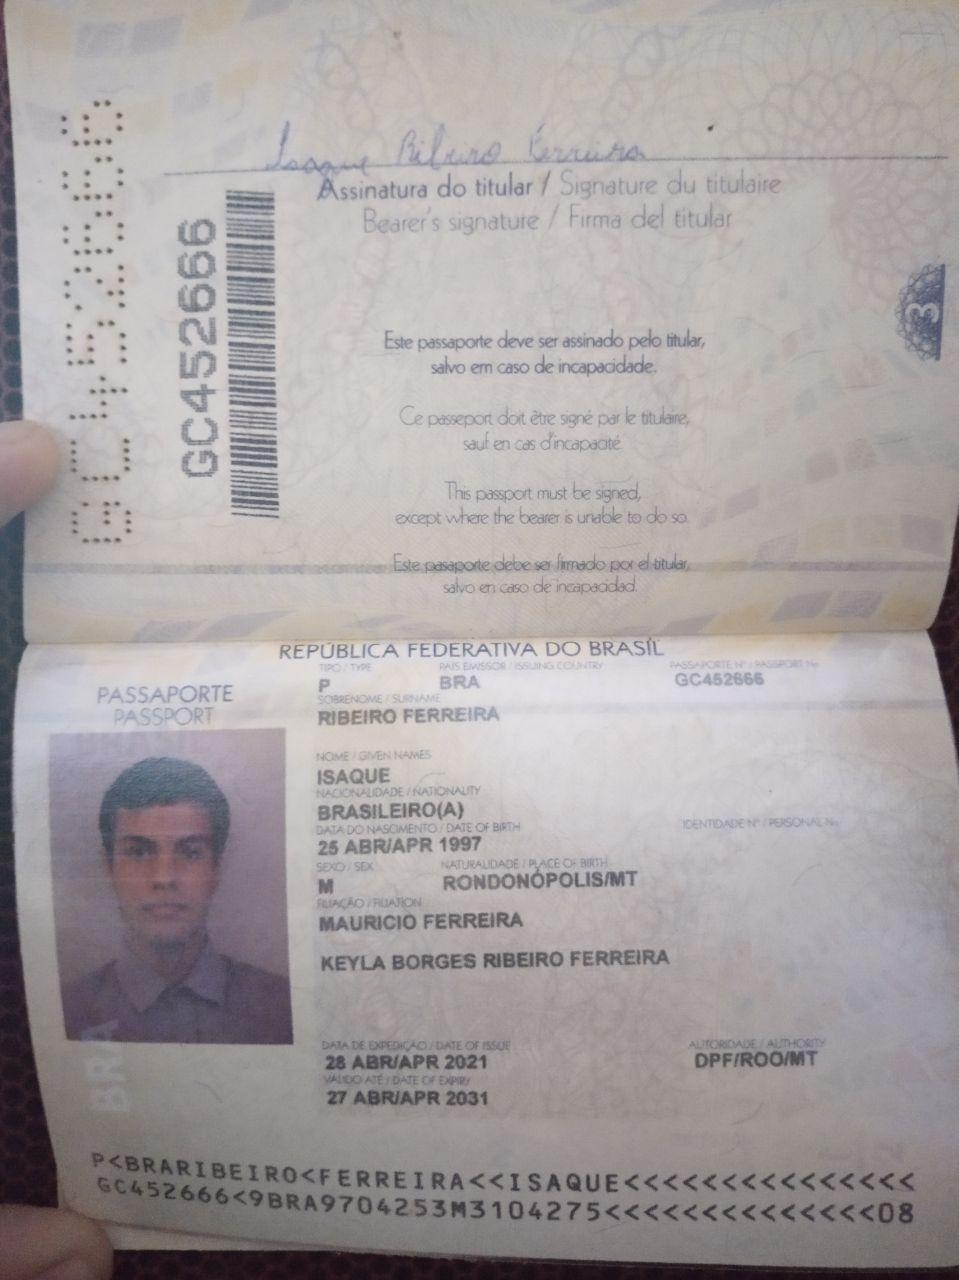 Isaque Ribeiro Ferreira
Assinatura do titular / Signature du titulaire
Bearer's signature / Firma del titular
GC452666
GC452666
3
Este passaporte deve ser assinado pelo titular,
salvo em caso de incapacidade.
Ce passeport doit être signé par le titulaire,
sauf en cas d'incapacité.
This passport must be signed,
except where the bearer is unable to do so.
Este pasaporte debe ser firmado por el titular,
salvo en caso de incapacidad.
REPÚBLICA FEDERATIVA DO BRASIL
PASSAPORTE
PASSPORT
TIPO / TYPE PAÍS EMISSOR / ISSUING COUNTRY PASSAPORTE Nº / PASSPORT No.
P BRA GC452666
SOBRENOME / SURNAME
RIBEIRO FERREIRA
NOME / GIVEN NAMES
ISAQUE
NACIONALIDADE / NATIONALITY
BRASILEIRO(A)
DATA DO NASCIMENTO / DATE OF BIRTH IDENTIDADE Nº / PERSONAL No.
25 ABR/APR 1997
SEXO / SEX NATURALIDADE / PLACE OF BIRTH
M RONDONÓPOLIS/MT
FILIAÇÃO / FILIATION
MAURICIO FERREIRA
KEYLA BORGES RIBEIRO FERREIRA
DATA DE EXPEDIÇÃO / DATE OF ISSUE AUTORIDADE / AUTHORITY
28 ABR/APR 2021 DPF/ROO/MT
VÁLIDO ATÉ / DATE OF EXPIRY
27 ABR/APR 2031
BRA
P<BRARIBEIRO<FERREIRA<<ISAQUE<<<<<<<<<<<<<<<
GC452666<9BRA9704253M3104275<<<<<<<<<<<<<<08